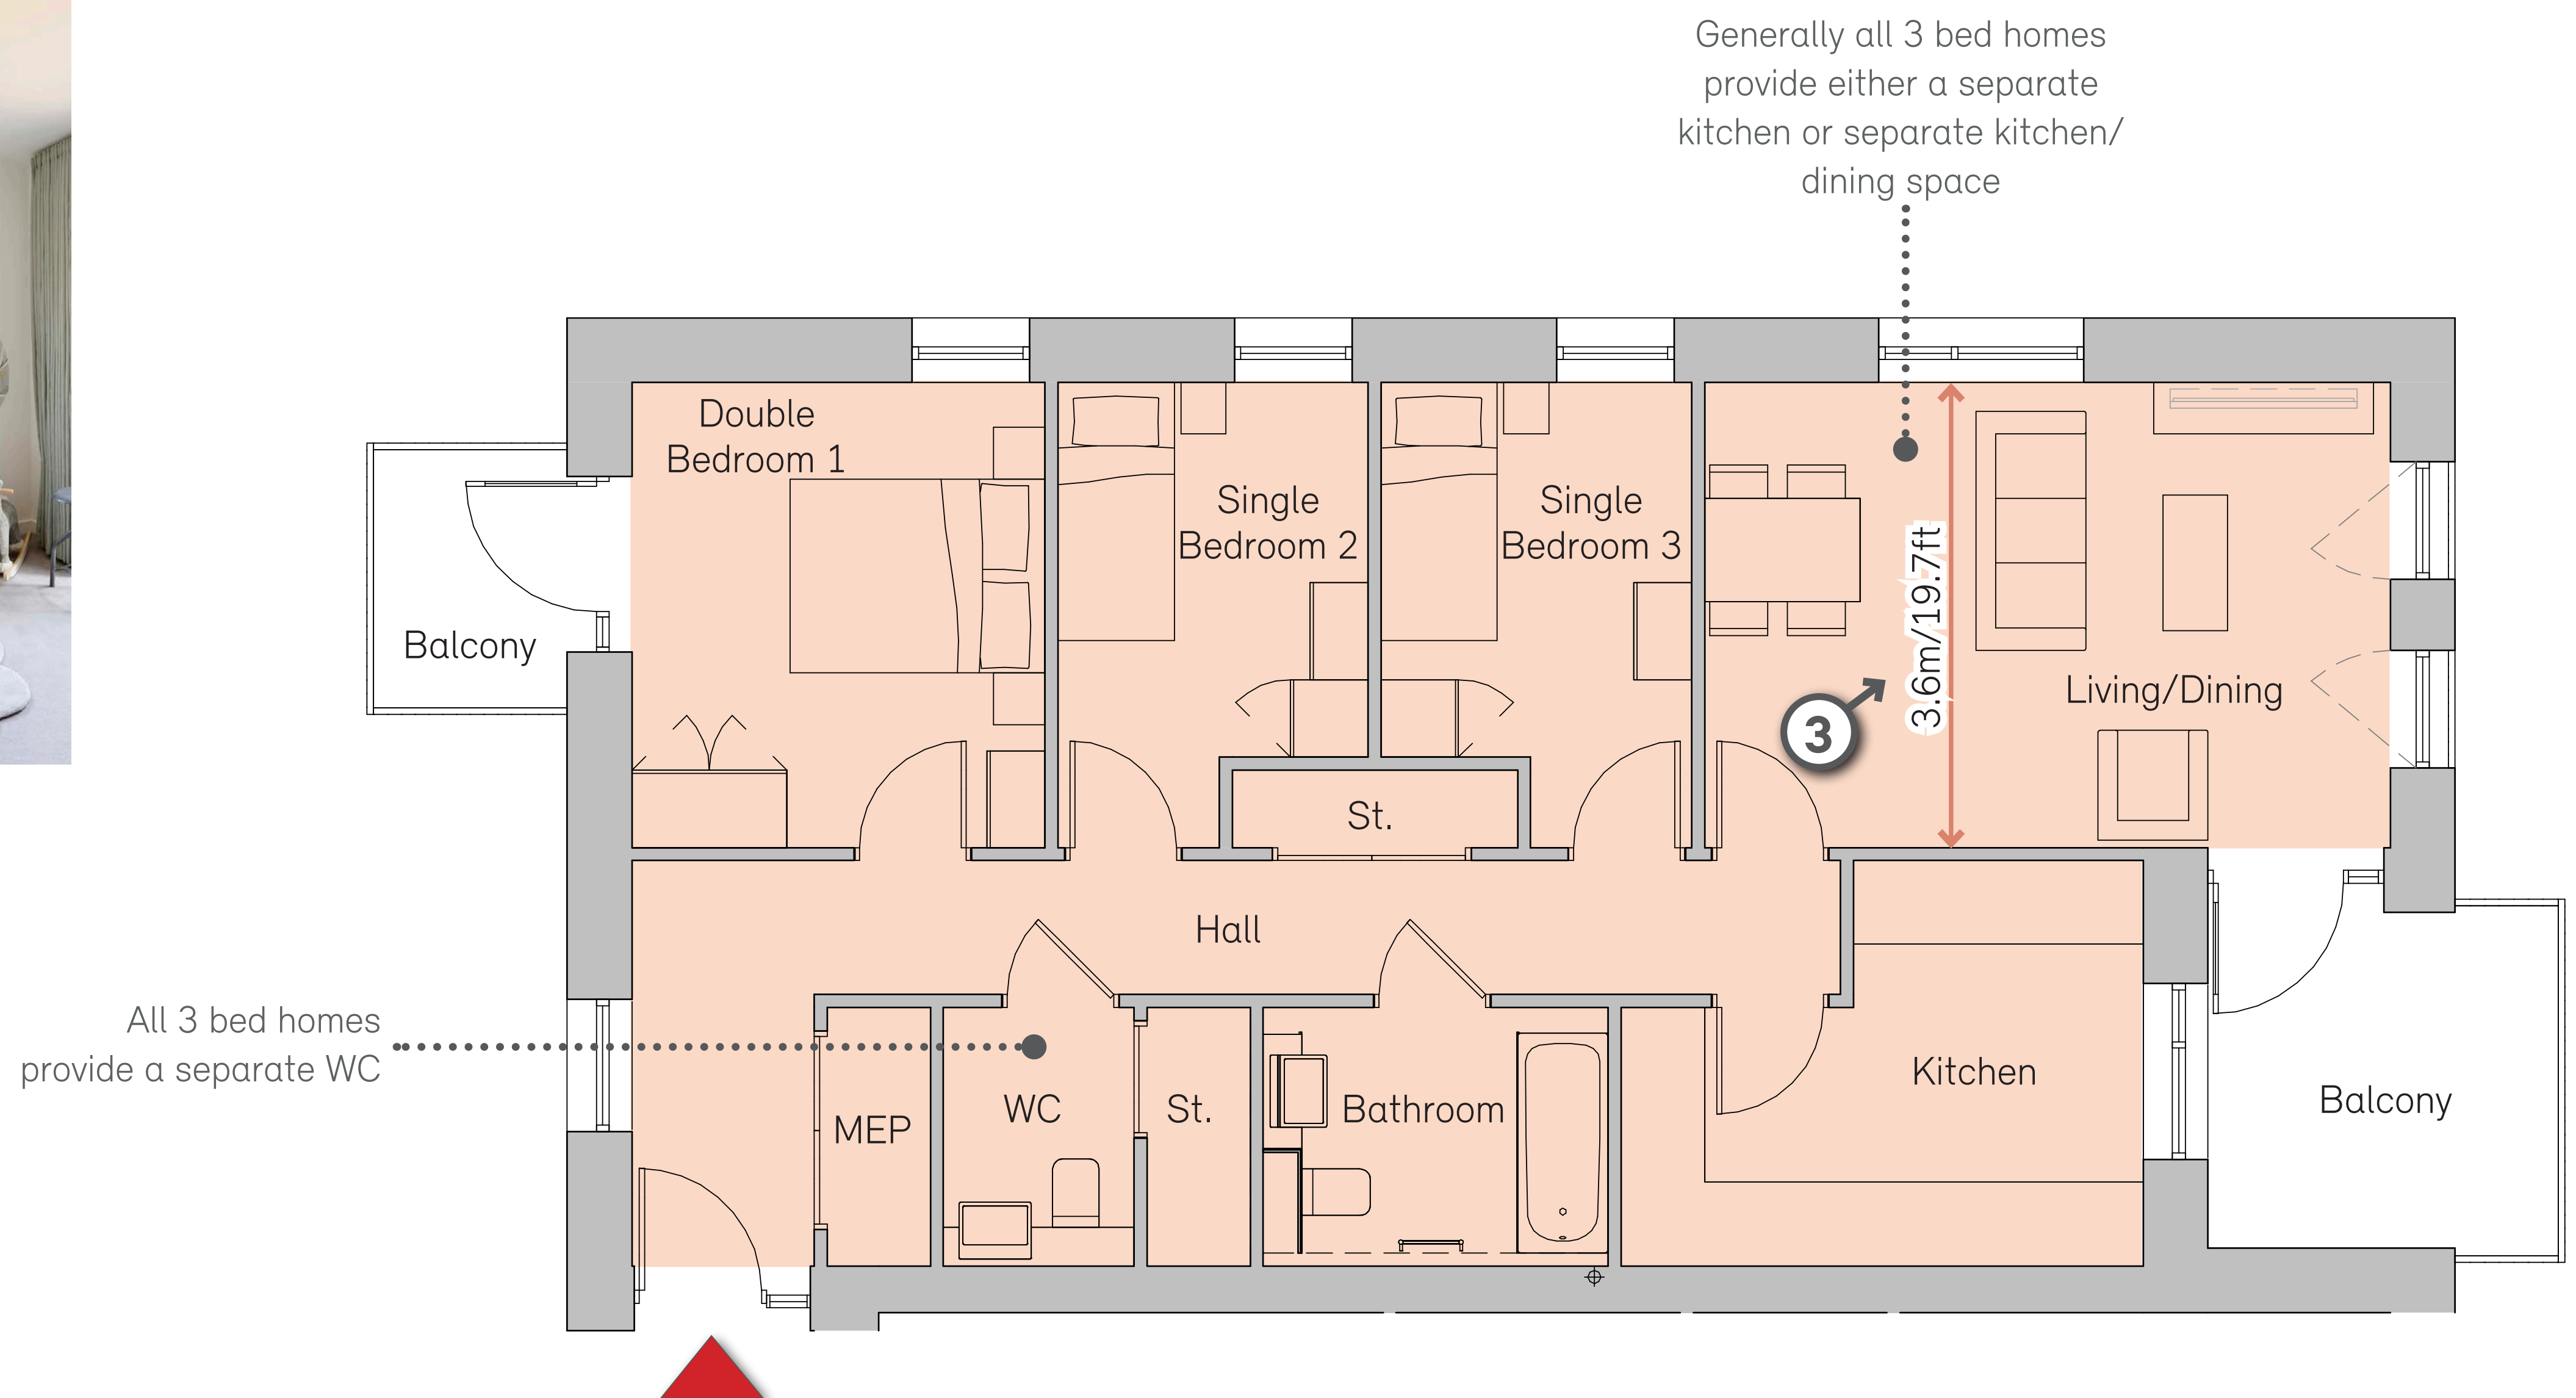 Generally all 3 bed homes
provide either a separate
kitchen or separate kitchen/
dining space
Double
Bedroom 1
Single
Bedroom 2
Single
Bedroom 3
3.6m/19.7ft
Balcony
3
Living/Dining
St.
Hall
All 3 bed homes
provide a separate WC
MEP
WC
St.
Bathroom
Kitchen
Balcony